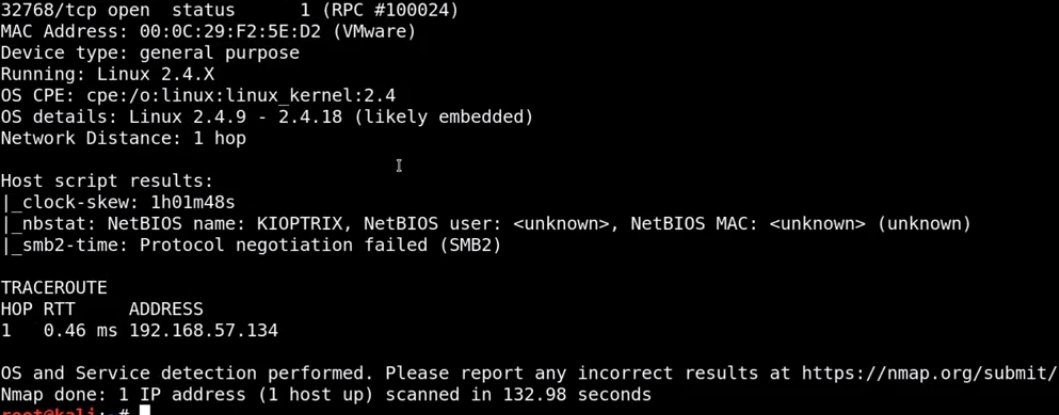 32768/tcp open  status      1 (RPC #100024)
MAC Address: 00:0C:29:F2:5E:D2 (VMware)
Device type: general purpose
Running: Linux 2.4.X
OS CPE: cpe:/o:linux:linux_kernel:2.4
OS details: Linux 2.4.9 - 2.4.18 (likely embedded)
Network Distance: 1 hop

Host script results:
|_clock-skew: 1h01m48s
|_nbstat: NetBIOS name: KIOPTRIX, NetBIOS user: <unknown>, NetBIOS MAC: <unknown> (unknown)
|_smb2-time: Protocol negotiation failed (SMB2)

TRACEROUTE
HOP RTT     ADDRESS
1   0.46 ms 192.168.57.134

OS and Service detection performed. Please report any incorrect results at https://nmap.org/submit/
Nmap done: 1 IP address (1 host up) scanned in 132.98 seconds
root@kali:~#